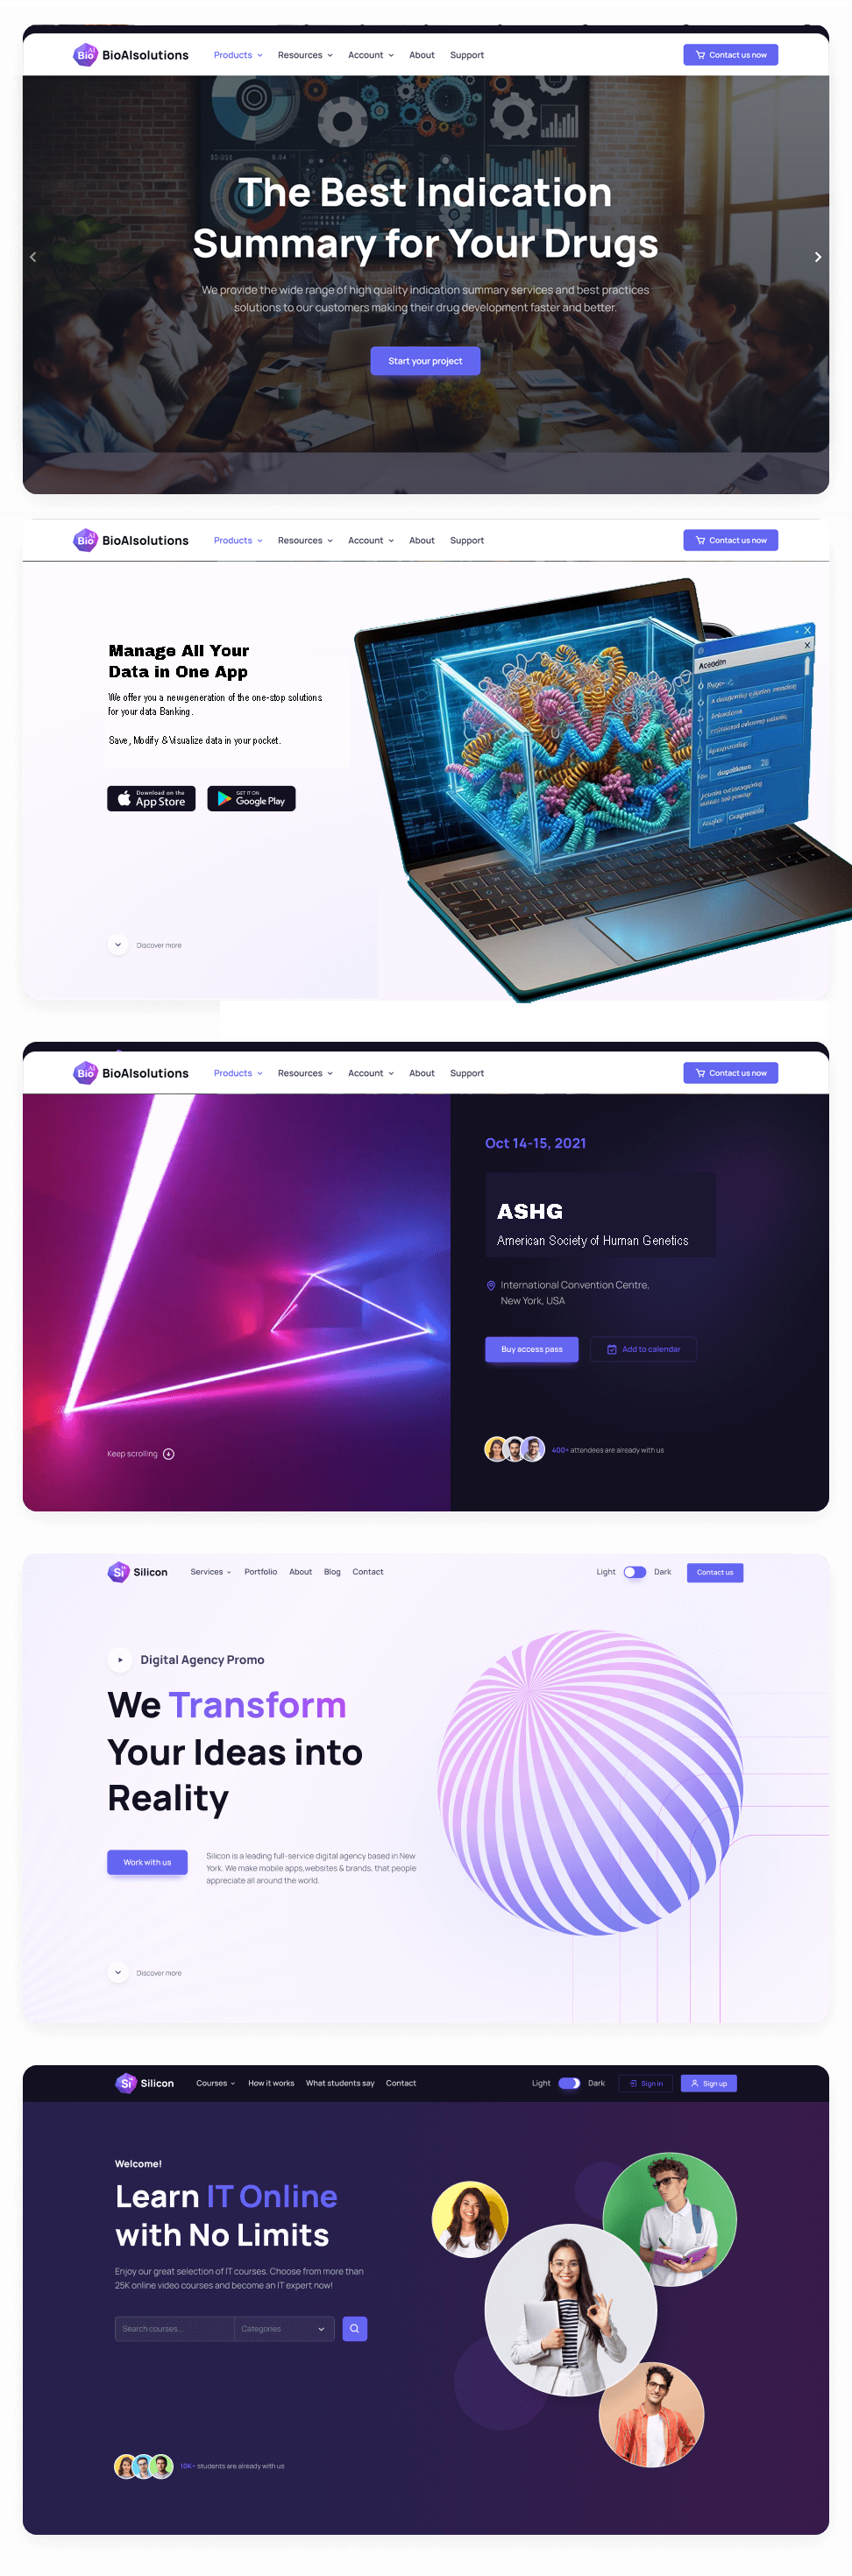 AI
Bio BioAIsolutions Products Resources Account About Support Contact us now
The Best Indication
Summary for Your Drugs
We provide the wide range of high quality indication summary services and best practices
solutions to our customers making their drug development faster and better.
Start your project
AI
Bio BioAIsolutions Products Resources Account About Support Contact us now
Manage All Your
Data in One App
We offer you a new generation of the one-stop solutions
for your data Banking.
Save, Modify & Visualize data in your pocket.
Download on the
App Store
GET IT ON
Google Play
Discover more
AI
Bio BioAIsolutions Products Resources Account About Support Contact us now
Oct 14-15, 2021
ASHG
American Society of Human Genetics
International Convention Centre,
New York, USA
Buy access pass Add to calendar
Keep scrolling
400+ attendees are already with us
Si Silicon Services Portfolio About Blog Contact Light Dark Contact us
Digital Agency Promo
We Transform
Your Ideas into
Reality
Work with us
Silicon is a leading full-service digital agency based in New
York. We make mobile apps,websites & brands, that people
appreciate all around the world.
Discover more
Si Silicon Courses How it works What students say Contact Light Dark Sign in Sign up
Welcome!
Learn IT Online
with No Limits
Enjoy our great selection of IT courses. Choose from more than
25K online video courses and become an IT expert now!
Search courses... Categories
10K+ students are already with us